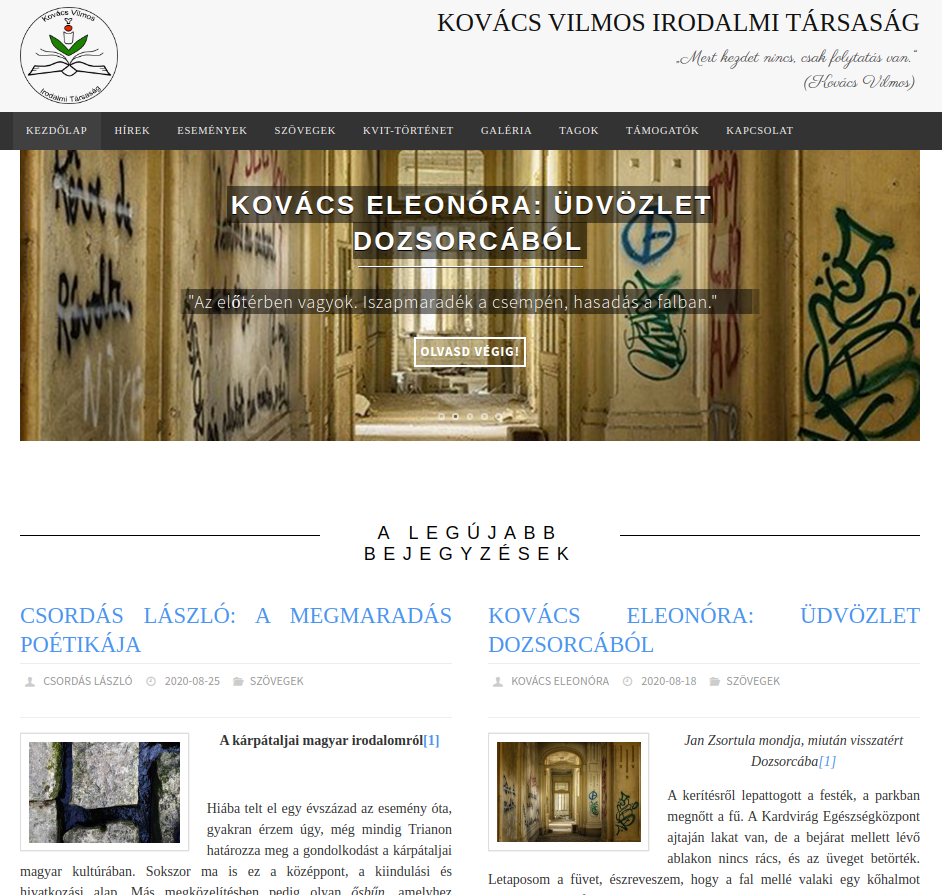 Kovács Vilmos
Irodalmi Társaság
KOVÁCS VILMOS IRODALMI TÁRSASÁG
„Mert kezdet nincs, csak folytatás van.”
(Kovács Vilmos)
KEZDŐLAP HÍREK ESEMÉNYEK SZÖVEGEK KVIT-TÖRTÉNET GALÉRIA TAGOK TÁMOGATÓK KAPCSOLAT
KOVÁCS ELEONÓRA: ÜDVÖZLET
DOZSORCÁBÓL
"Az előtérben vagyok. Iszapmaradék a csempén, hasadás a falban."
OLVASD VÉGIG!
A LEGÚJABB
BEJEGYZÉSEK
CSORDÁS LÁSZLÓ: A MEGMARADÁS
POÉTIKÁJA
CSORDÁS LÁSZLÓ 2020-08-25 SZÖVEGEK
A kárpátaljai magyar irodalomról[1]
Hiába telt el egy évszázad az esemény óta,
gyakran érzem úgy, még mindig Trianon
határozza meg a gondolkodást a kárpátaljai
magyar kultúrában. Sokszor ma is ez a középpont, a kiindulási és
hivatkozási alap. Más megközelítésben pedig olyan ősbűn, amelyhez
KOVÁCS ELEONÓRA: ÜDVÖZLET
DOZSORCÁBÓL
KOVÁCS ELEONÓRA 2020-08-18 SZÖVEGEK
Jan Zsortula mondja, miután visszatért
Dozsorcába[1]
A kerítésről lepattogott a festék, a parkban
megnőtt a fű. A Kardvirág Egészségközpont
ajtaján lakat van, de a bejárat mellett lévő
ablakon nincs rács, és az üveget betörték.
Letaposom a füvet, észreveszem, hogy a fal mellé valaki egy kőhalmot